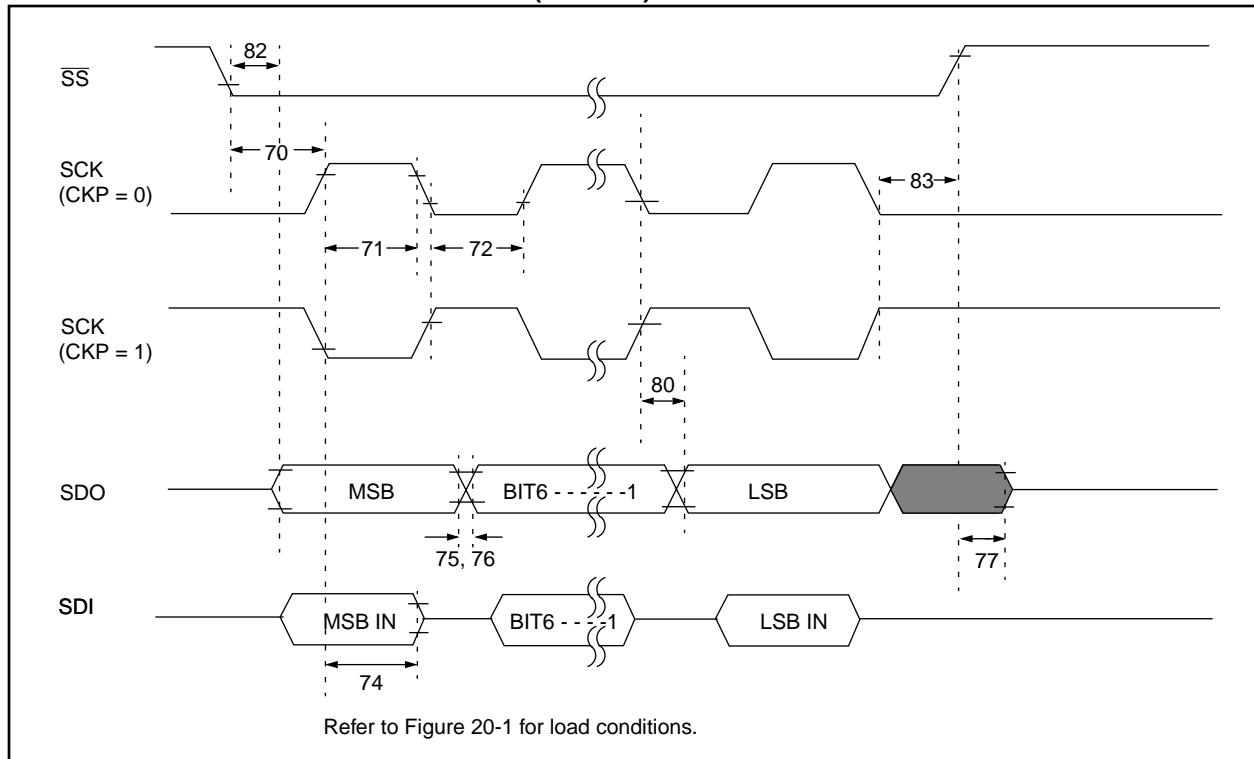 82
SS
70
SCK
(CKP = 0)
83
71
72
SCK
(CKP = 1)
80
SDO
MSB
BIT6 - - - - - -1
LSB
75, 76
77
SDI
MSB IN
BIT6 - - - -1
LSB IN
74
Refer to Figure 20-1 for load conditions.